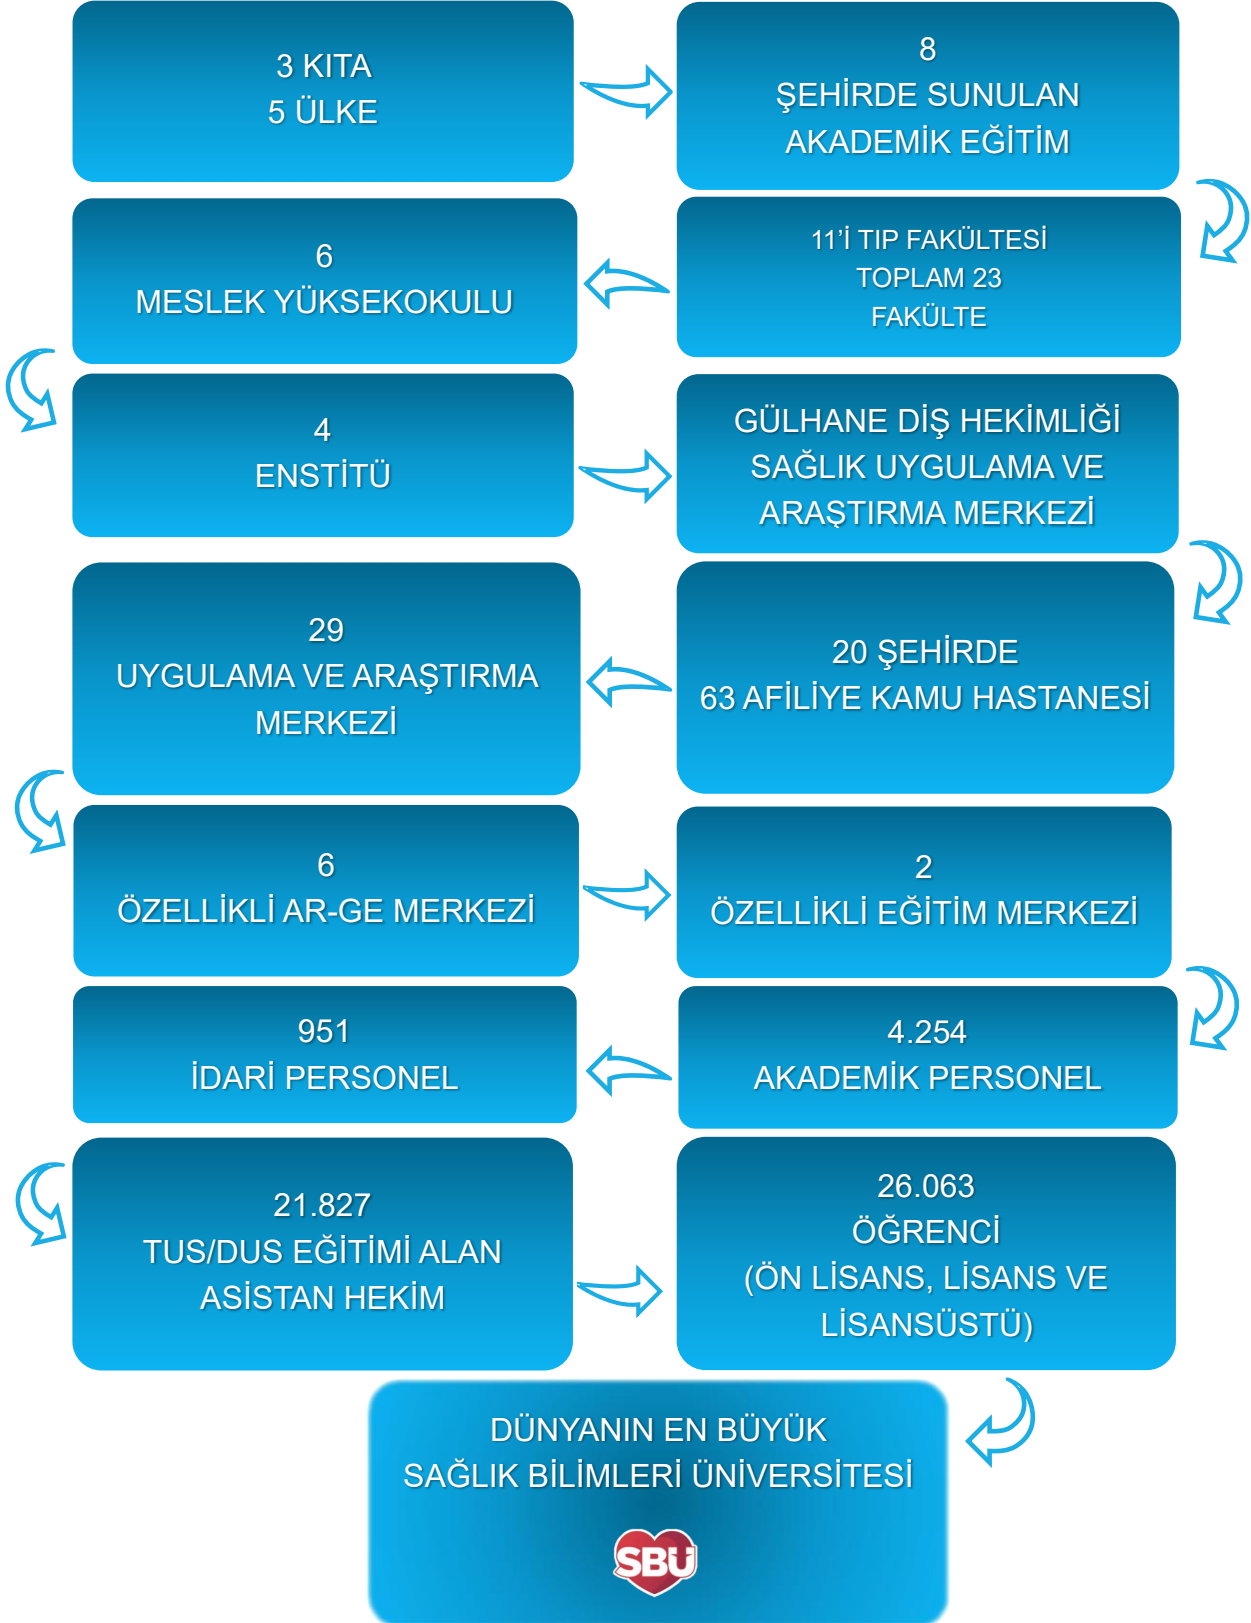 3 KITA
5 ÜLKE
8
ŞEHİRDE SUNULAN
AKADEMİK EĞİTİM
11’İ TIP FAKÜLTESİ
TOPLAM 23
FAKÜLTE
6
MESLEK YÜKSEKOKULU
4
ENSTİTÜ
GÜLHANE DİŞ HEKİMLİĞİ
SAĞLIK UYGULAMA VE
ARAŞTIRMA MERKEZİ
20 ŞEHİRDE
63 AFİLİYE KAMU HASTANESİ
29
UYGULAMA VE ARAŞTIRMA
MERKEZİ
6
ÖZELLİKLİ AR-GE MERKEZİ
2
ÖZELLİKLİ EĞİTİM MERKEZİ
4.254
AKADEMİK PERSONEL
951
İDARİ PERSONEL
21.827
TUS/DUS EĞİTİMİ ALAN
ASİSTAN HEKİM
26.063
ÖĞRENCİ
(ÖN LİSANS, LİSANS VE
LİSANSÜSTÜ)
DÜNYANIN EN BÜYÜK
SAĞLIK BİLİMLERİ ÜNİVERSİTESİ
SBÜ